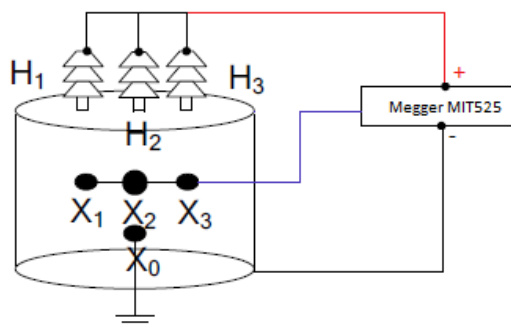 H₁
H₃
H₂
+
Megger MIT525
-
X₁
X₂
X₃
X₀